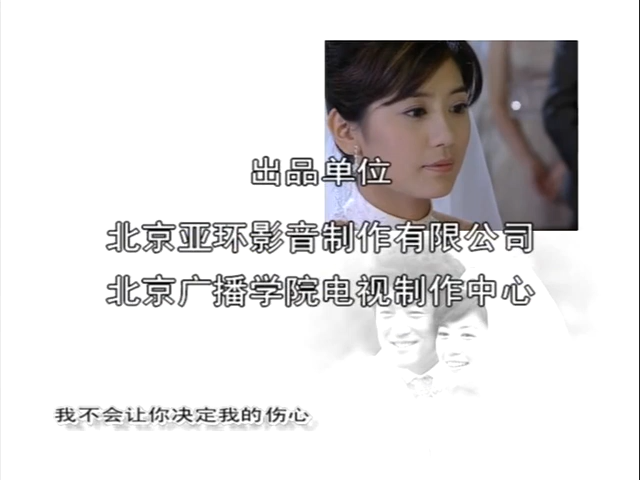 出品单位
北京亚环影音制作有限公司
北京广播学院电视制作中心
我不会让你决定我的伤心